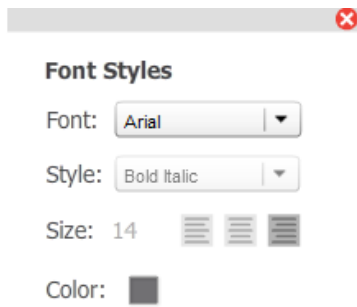 Font Styles
Font: Arial
Style: Bold Italic
Size: 14
Color: